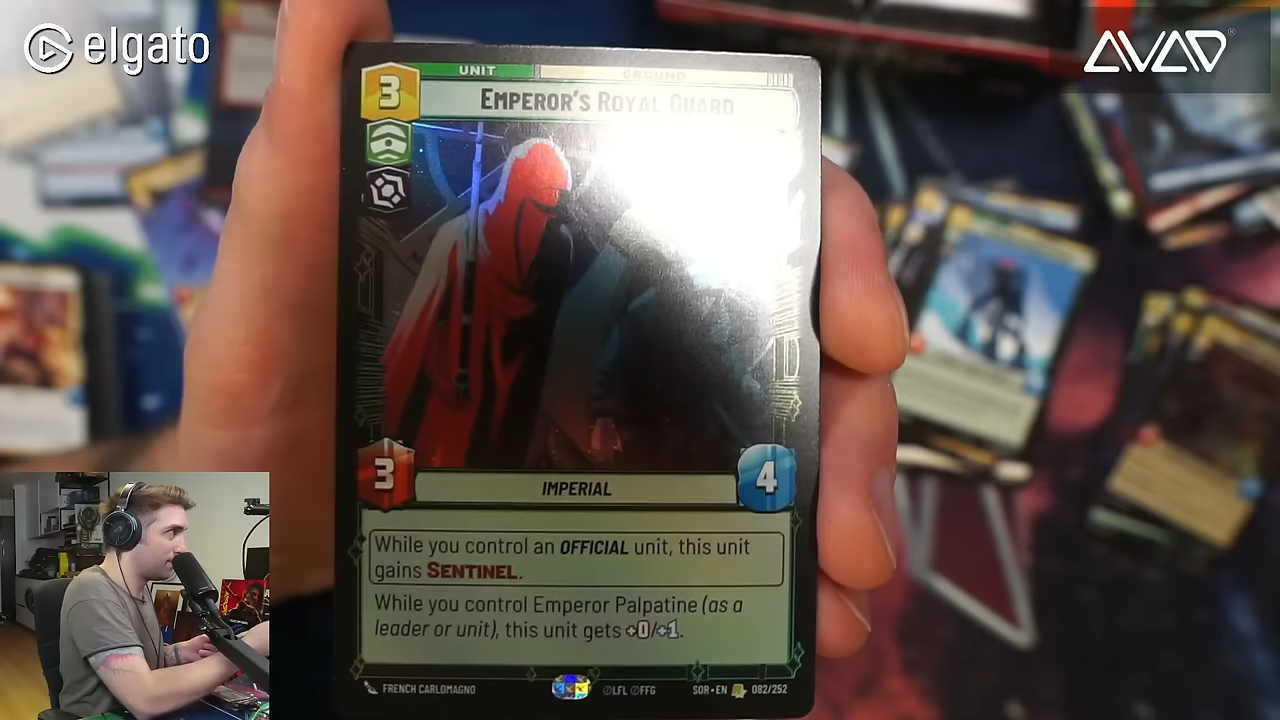 elgato
AVAD
3
UNIT
GROUND
EMPEROR'S ROYAL GUARD
3
IMPERIAL
4
While you control an OFFICIAL unit, this unit
gains SENTINEL.
While you control Emperor Palpatine (as a
leader or unit), this unit gets +0/+1.
FRENCH CARLOMAGNO
©LFL ©FFG
SOR•EN
082/252